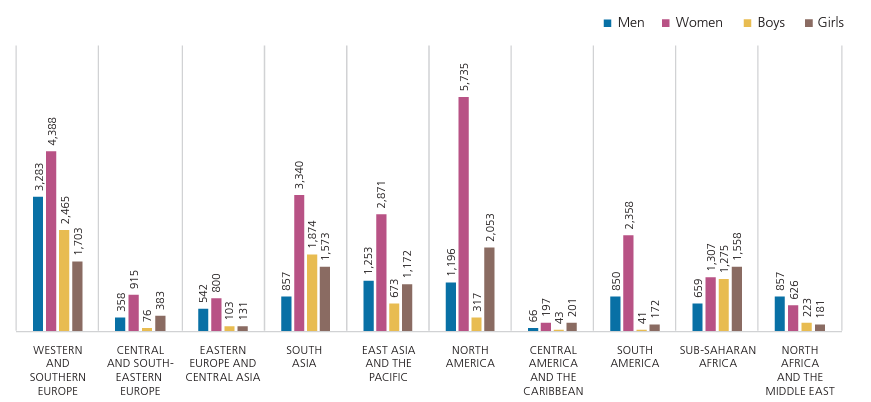 Men Women Boys Girls
3,283 4,388 2,465 1,703
358 915 76 383
542 800 103 131
857 3,340 1,874 1,573
1,253 2,871 673 1,172
1,196 5,735 317 2,053
66 197 43 201
850 2,358 41 172
659 1,307 1,275 1,558
857 626 223 181
WESTERN
AND
SOUTHERN
EUROPE
CENTRAL
AND SOUTH-
EASTERN
EUROPE
EASTERN
EUROPE AND
CENTRAL ASIA
SOUTH
ASIA
EAST ASIA
AND THE
PACIFIC
NORTH
AMERICA
CENTRAL
AMERICA
AND THE
CARIBBEAN
SOUTH
AMERICA
SUB-SAHARAN
AFRICA
NORTH
AFRICA
AND THE
MIDDLE EAST